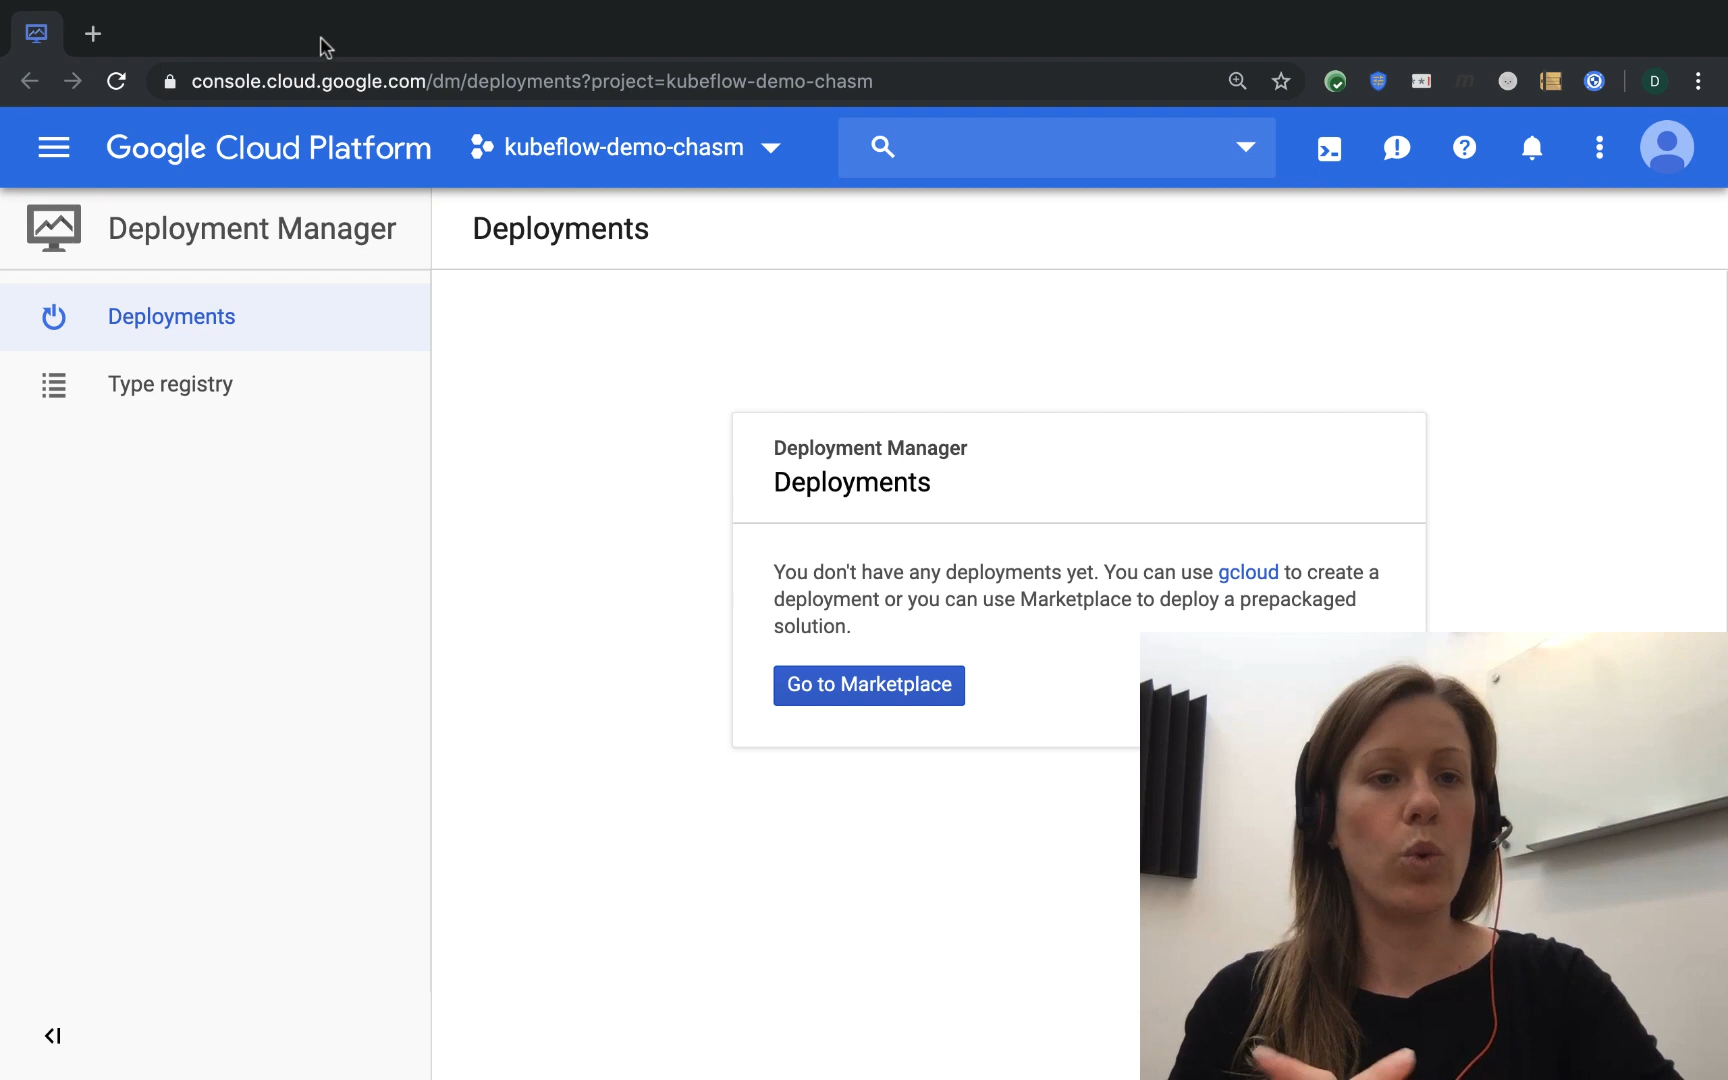 console.cloud.google.com/dm/deployments?project=kubeflow-demo-chasm
D
Google Cloud Platform
kubeflow-demo-chasm
Deployment Manager
Deployments
Deployments
Type registry
Deployment Manager
Deployments
You don't have any deployments yet. You can use gcloud to create a
deployment or you can use Marketplace to deploy a prepackaged
solution.
Go to Marketplace